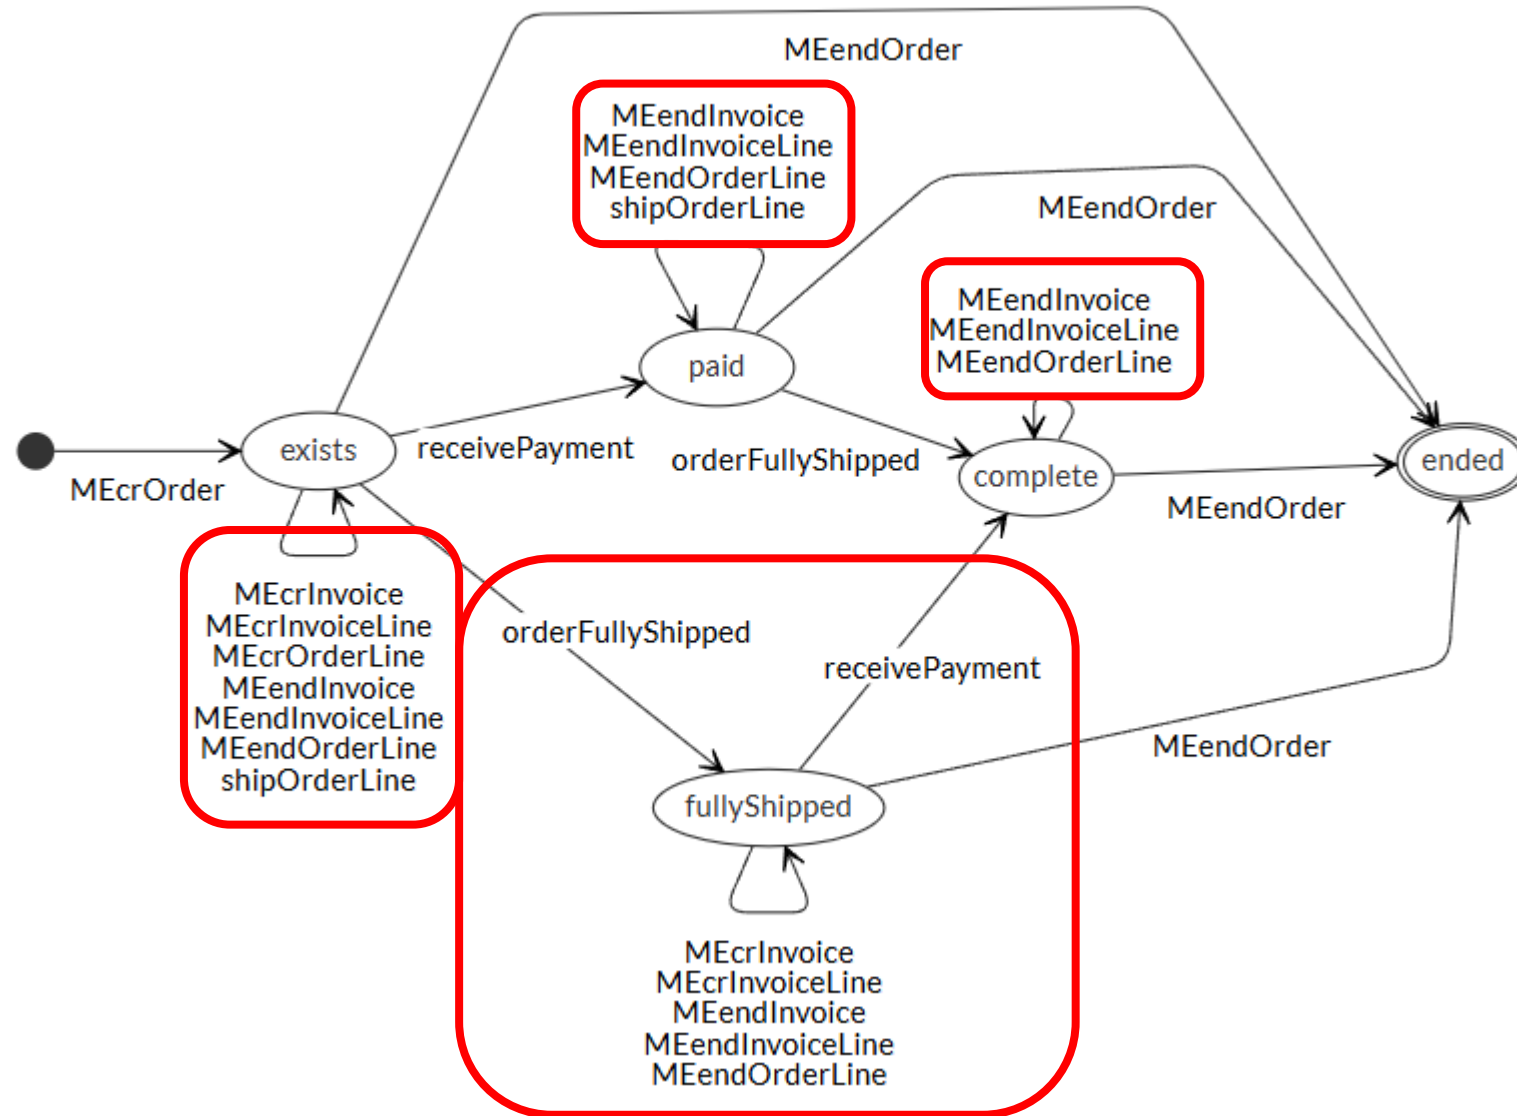 MEendOrder
MEendInvoice
MEendInvoiceLine
MEendOrderLine
shipOrderLine
MEendOrder
MEendInvoice
MEendInvoiceLine
MEendOrderLine
paid
exists
receivePayment
orderFullyShipped
complete
ended
MEcrOrder
MEendOrder
MEcrInvoice
MEcrInvoiceLine
MEcrOrderLine
MEendInvoice
MEendInvoiceLine
MEendOrderLine
shipOrderLine
orderFullyShipped
receivePayment
MEendOrder
fullyShipped
MEcrInvoice
MEcrInvoiceLine
MEendInvoice
MEendInvoiceLine
MEendOrderLine